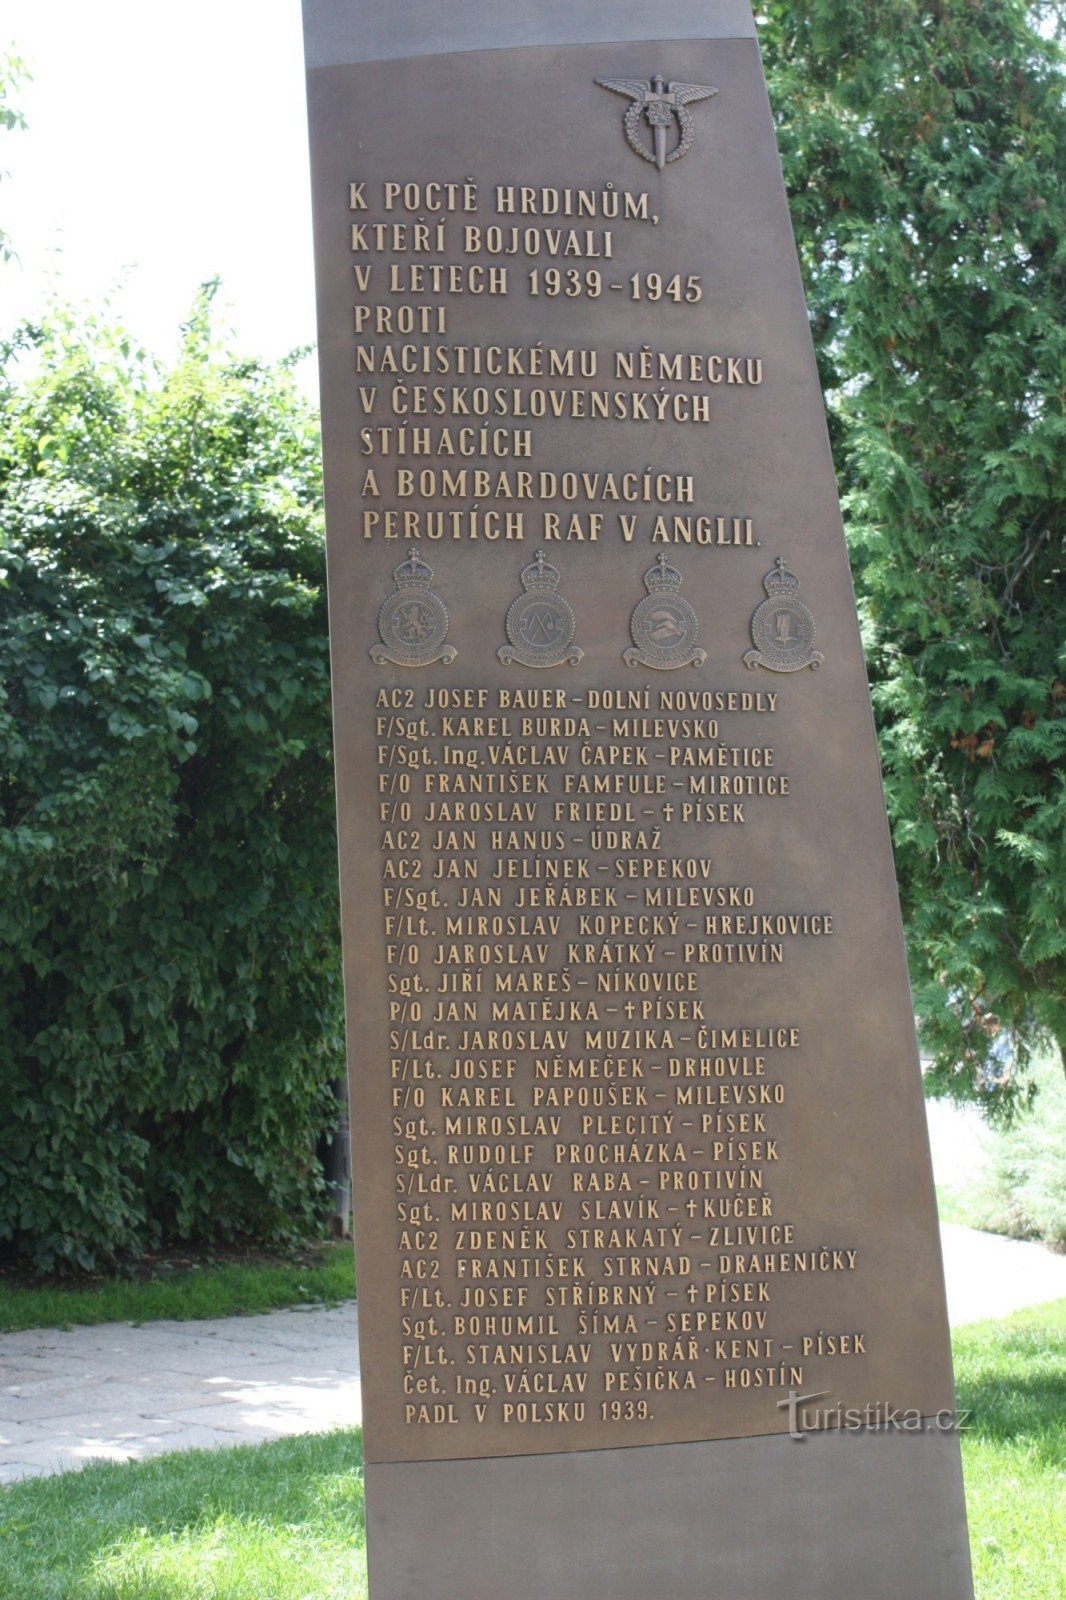 K POCTĚ HRDINŮM,
KTEŘÍ BOJOVALI
V LETECH 1939-1945
PROTI
NACISTICKÉMU NĚMECKU
V ČESKOSLOVENSKÝCH
STÍHACÍCH
A BOMBARDOVACÍCH
PERUTÍCH RAF V ANGLII.
AC2 JOSEF BAUER-DOLNÍ NOVOSEDLY
F/Sgt. KAREL BURDA-MILEVSKO
F/Sgt. Ing. VÁCLAV ČAPEK-PAMĚTICE
F/O FRANTIŠEK FAMFULE-MIROTICE
F/O JAROSLAV FRIEDL-✝PÍSEK
AC2 JAN HANUS-ÚDRAŽ
AC2 JAN JELÍNEK-SEPEKOV
F/Sgt. JAN JEŘÁBEK-MILEVSKO
F/Lt. MIROSLAV KOPECKÝ-HREJKOVICE
F/O JAROSLAV KRÁTKÝ-PROTIVÍN
Sgt. JIŘÍ MAREŠ-NÍKOVICE
P/O JAN MATĚJKA-✝PÍSEK
S/Ldr. JAROSLAV MUZIKA-ČIMELICE
F/Lt. JOSEF NĚMEČEK-DRHOVLE
F/O KAREL PAPOUŠEK-MILEVSKO
Sgt. MIROSLAV PLECITÝ-PÍSEK
Sgt. RUDOLF PROCHÁZKA-PÍSEK
S/Ldr. VÁCLAV RABA-PROTIVÍN
Sgt. MIROSLAV SLAVÍK-✝KUČEŘ
AC2 ZDENĚK STRAKATÝ-ZLIVICE
AC2 FRANTIŠEK STRNAD-DRAHENIČKY
F/Lt. JOSEF STŘÍBRNÝ-✝PÍSEK
Sgt. BOHUMIL ŠÍMA-SEPEKOV
F/Lt. STANISLAV VYDRÁŘ·KENT-PÍSEK
Čet. Ing. VÁCLAV PEŠIČKA-HOSTÍN
PADL V POLSKU 1939.
Turistika.cz